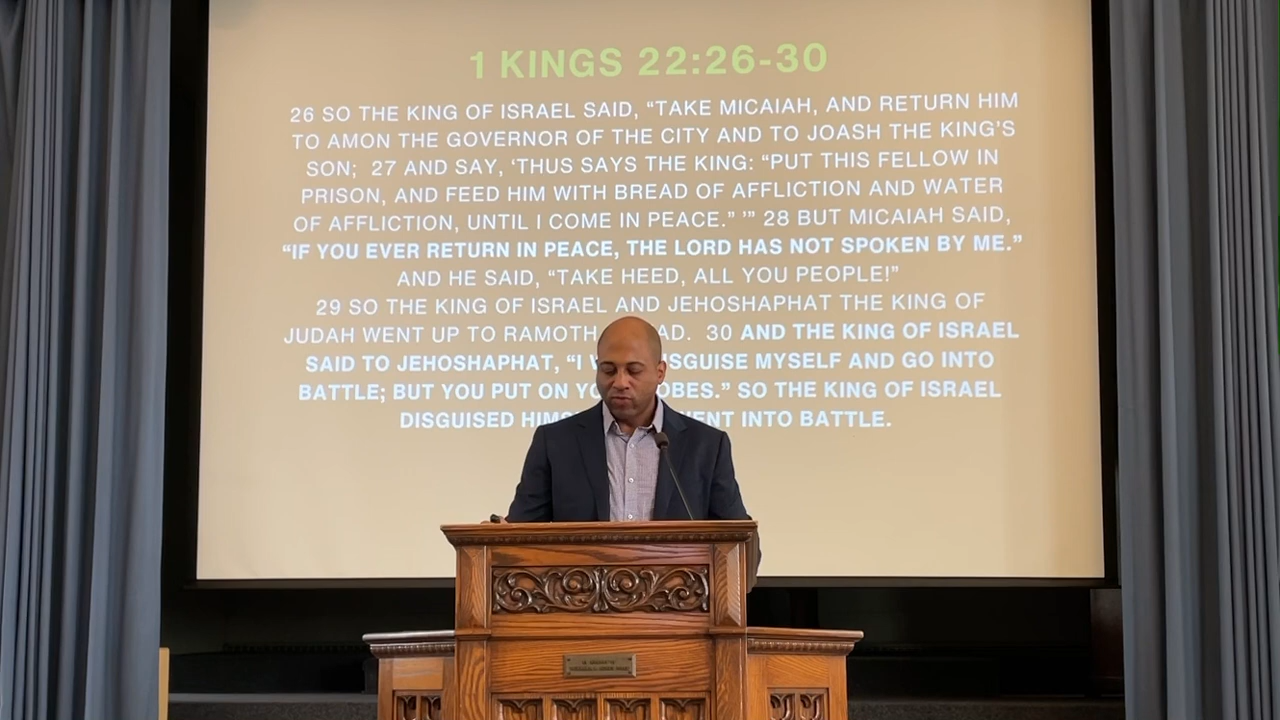 1 KINGS 22:26-30
26 SO THE KING OF ISRAEL SAID, “TAKE MICAIAH, AND RETURN HIM
TO AMON THE GOVERNOR OF THE CITY AND TO JOASH THE KING’S
SON;  27 AND SAY, ‘THUS SAYS THE KING: “PUT THIS FELLOW IN
PRISON, AND FEED HIM WITH BREAD OF AFFLICTION AND WATER
OF AFFLICTION, UNTIL I COME IN PEACE.” ’” 28 BUT MICAIAH SAID,
“IF YOU EVER RETURN IN PEACE, THE LORD HAS NOT SPOKEN BY ME.”
AND HE SAID, “TAKE HEED, ALL YOU PEOPLE!”
29 SO THE KING OF ISRAEL AND JEHOSHAPHAT THE KING OF
JUDAH WENT UP TO RAMOTH  30 AND THE KING OF ISRAEL
SAID TO JEHOSHAPHAT, “I MYSELF AND GO INTO
BATTLE; BUT YOU PUT ON SO THE KING OF ISRAEL
DISGUISED INTO BATTLE.